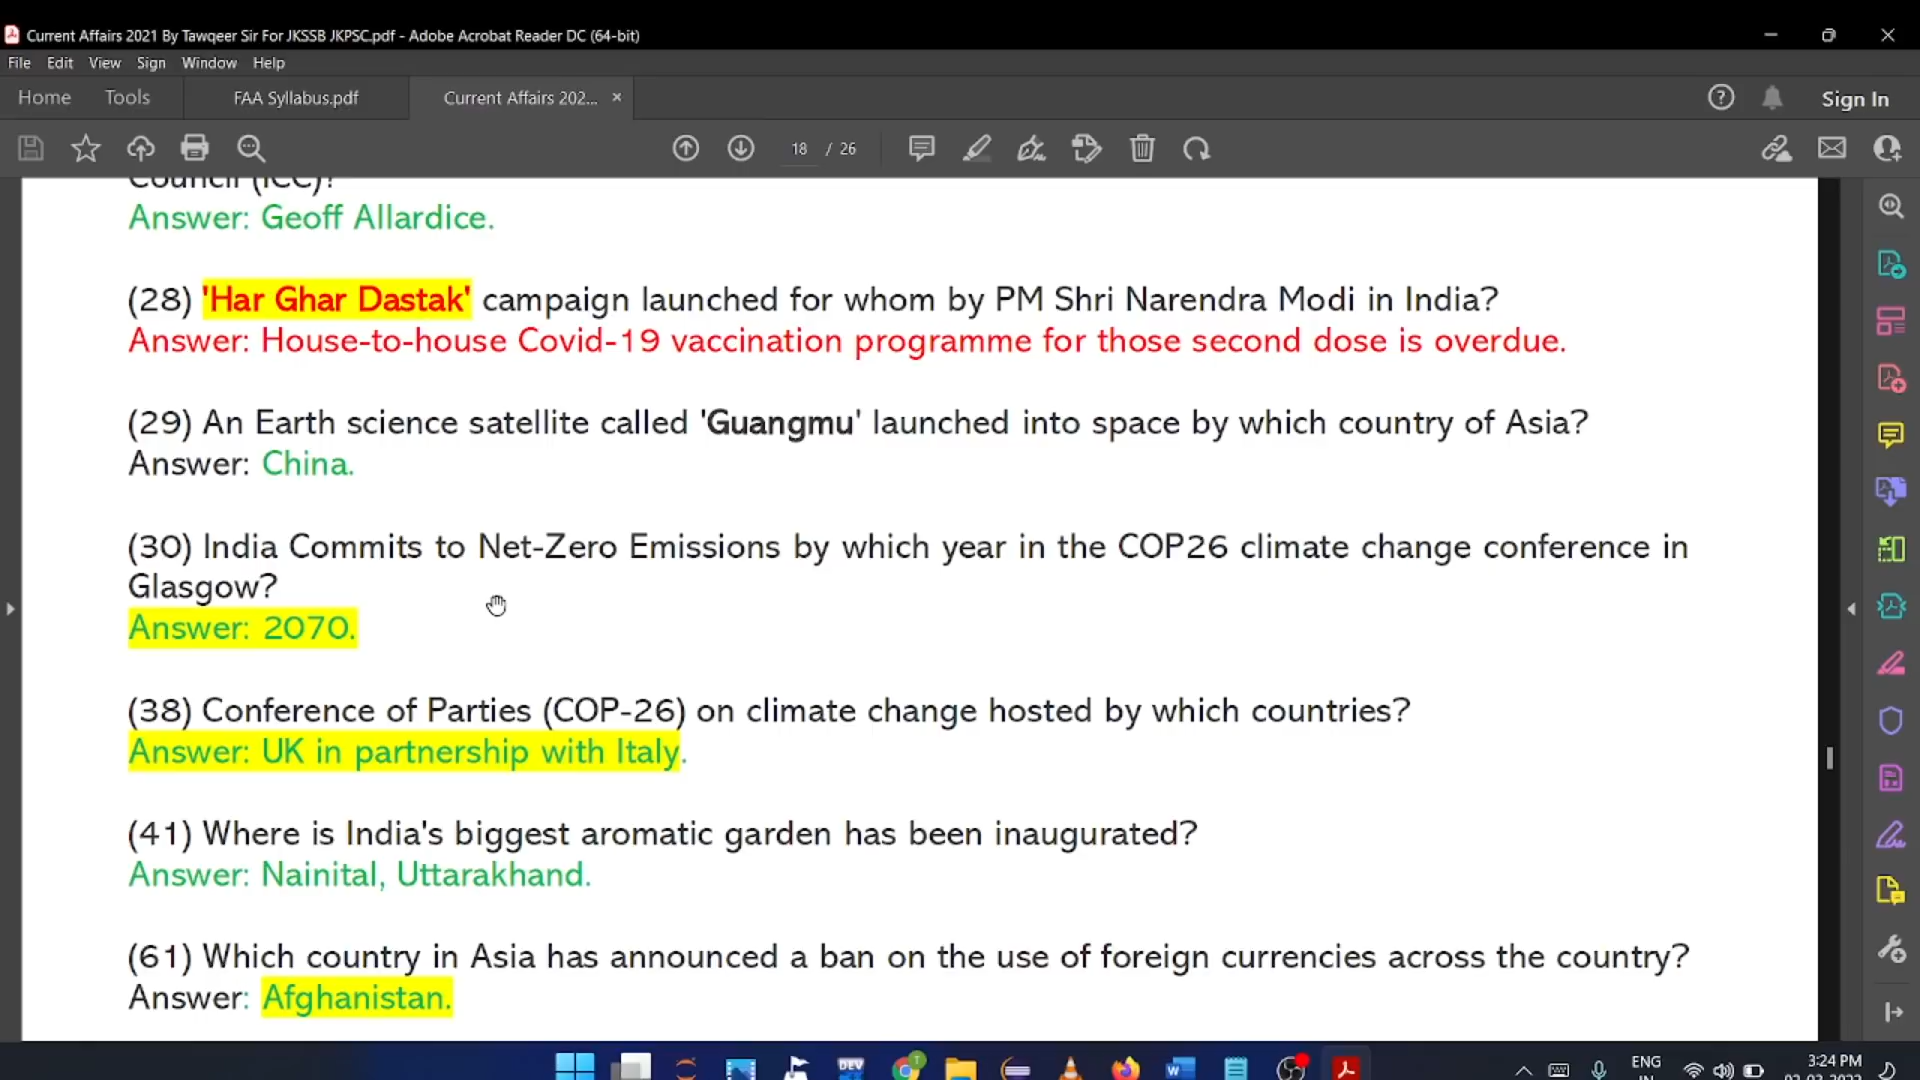 Current Affairs 2021 By Tawqeer Sir For JKSSB JKPSC.pdf - Adobe Acrobat Reader DC (64-bit)
File Edit View Sign Window Help
Home Tools FAA Syllabus.pdf Current Affairs 202... × Sign In
18 / 26
Council (ICC)?
Answer: Geoff Allardice.
(28) 'Har Ghar Dastak' campaign launched for whom by PM Shri Narendra Modi in India?
Answer: House-to-house Covid-19 vaccination programme for those second dose is overdue.
(29) An Earth science satellite called 'Guangmu' launched into space by which country of Asia?
Answer: China.
(30) India Commits to Net-Zero Emissions by which year in the COP26 climate change conference in
Glasgow?
Answer: 2070.
(38) Conference of Parties (COP-26) on climate change hosted by which countries?
Answer: UK in partnership with Italy.
(41) Where is India's biggest aromatic garden has been inaugurated?
Answer: Nainital, Uttarakhand.
(61) Which country in Asia has announced a ban on the use of foreign currencies across the country?
Answer: Afghanistan.
DEV
T
W
ENG
3:24 PM
IN